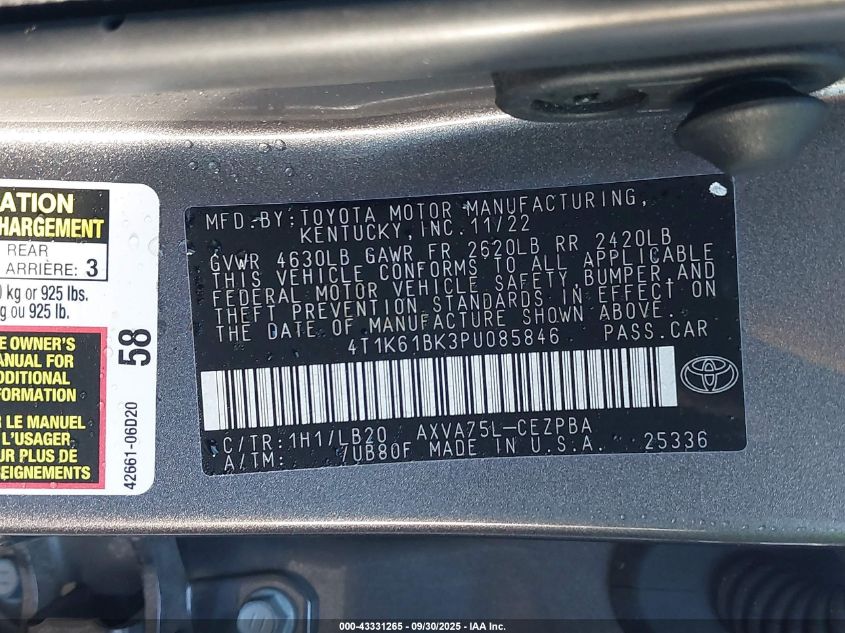 ATION
CHARGEMENT
REAR
ARRIÈRE: 3
kg or 925 lbs.
g ou 925 lb.
E OWNER'S
MANUAL FOR
ADDITIONAL
INFORMATION
R LE MANUEL
L'USAGER
UR PLUS DE
SEIGNEMENTS
58
42661-06D20
MFD.BY:TOYOTA MOTOR MANUFACTURING,
KENTUCKY, INC.11/22
GVWR 4630LB GAWR FR 2620LB RR 2420LB
THIS VEHICLE CONFORMS TO ALL APPLICABLE
FEDERAL MOTOR VEHICLE SAFETY,BUMPER,AND
THEFT PREVENTION STANDARDS IN EFFECT ON
THE DATE OF MANUFACTURE SHOWN ABOVE.
4T1K61BK3PU085846 PASS.CAR
C/TR:1H1/LB20 AXVA75L-CEZPBA
A/TM: /UB80F MADE IN U.S.A. 25336
000-43331265 - 09/30/2025 - IAA Inc.